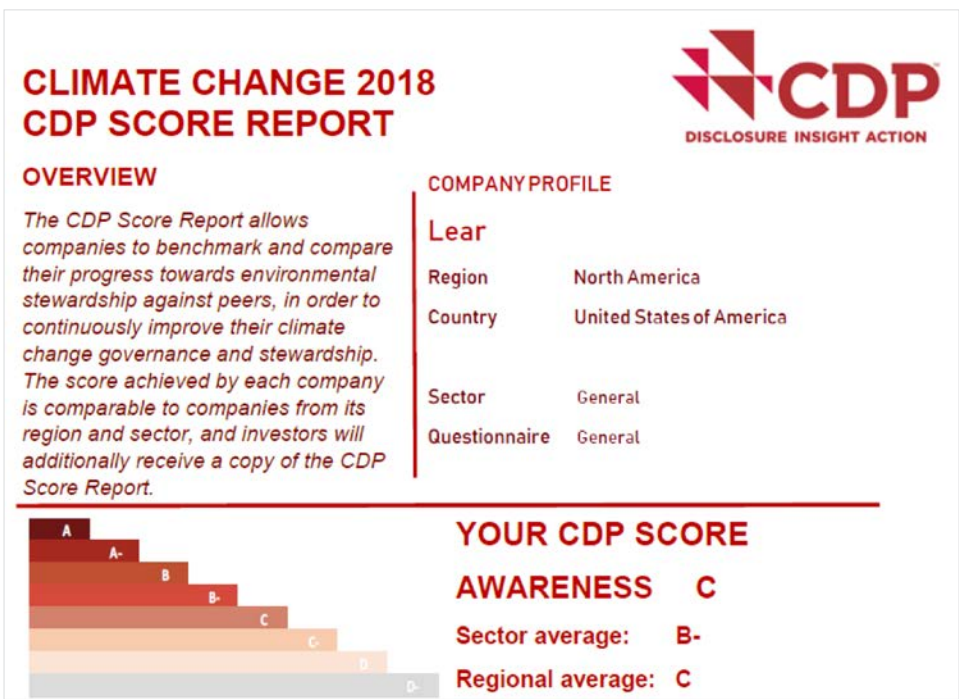 CLIMATE CHANGE 2018
CDP SCORE REPORT
CDP
DISCLOSURE INSIGHT ACTION
OVERVIEW
The CDP Score Report allows
companies to benchmark and compare
their progress towards environmental
stewardship against peers, in order to
continuously improve their climate
change governance and stewardship.
The score achieved by each company
is comparable to companies from its
region and sector, and investors will
additionally receive a copy of the CDP
Score Report.
COMPANY PROFILE
Lear
Region North America
Country United States of America
Sector General
Questionnaire General
A
A-
B
B-
C
C-
D
D-
YOUR CDP SCORE
AWARENESS C
Sector average: B-
Regional average: C